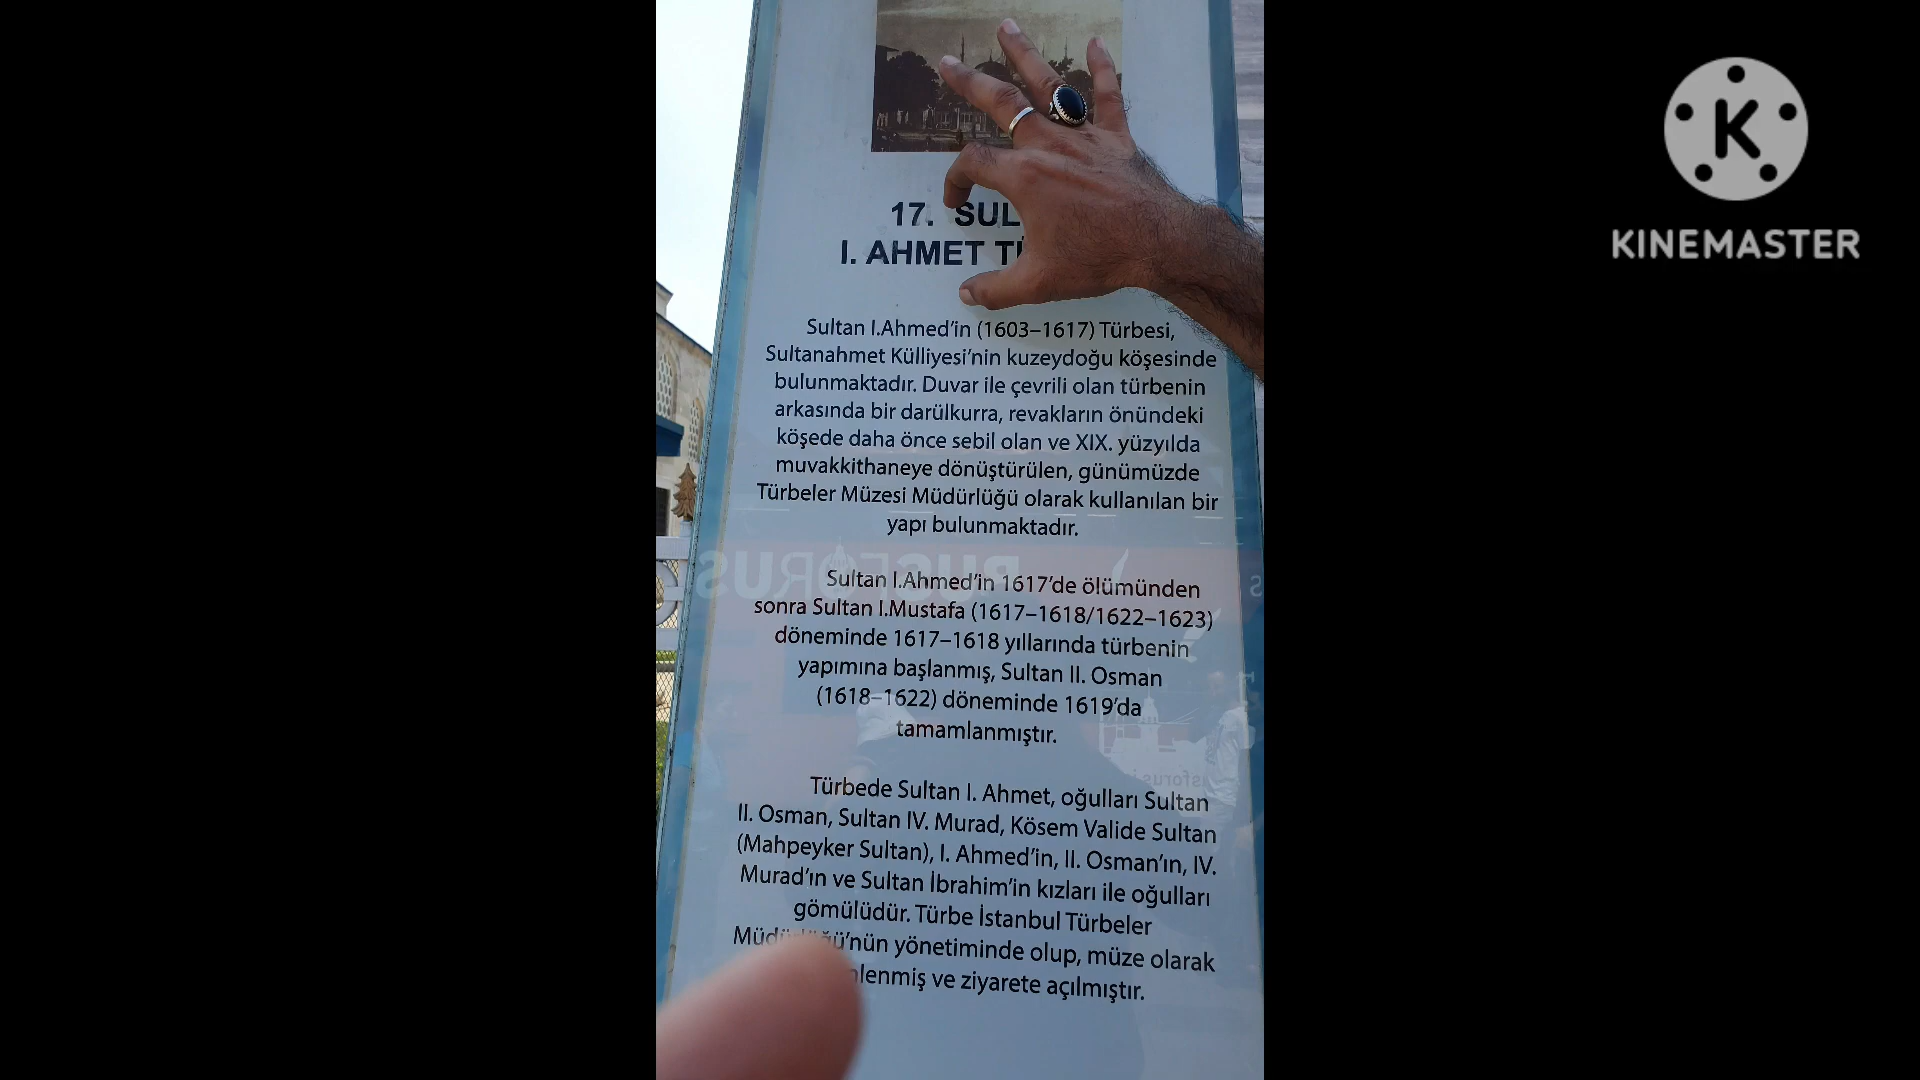 17. SUL
I. AHMET
Sultan I.Ahmed'in (1603–1617) Türbesi,
Sultanahmet Külliyesi'nin kuzeydoğu köşesinde
bulunmaktadır. Duvar ile çevrili olan türbenin
arkasında bir darülkurra, revakların önündeki
köşede daha önce sebil olan ve XIX. yüzyılda
muvakkithaneye dönüştürülen, günümüzde
Türbeler Müzesi Müdürlüğü olarak kullanılan bir
yapı bulunmaktadır.
Sultan I.Ahmed'in 1617'de ölümünden
sonra Sultan I.Mustafa (1617–1618/1622–1623)
döneminde 1617–1618 yıllarında türbenin
yapımına başlanmış, Sultan II. Osman
(1618–1622) döneminde 1619'da
tamamlanmıştır.
Türbede Sultan I. Ahmet, oğulları Sultan
II. Osman, Sultan IV. Murad, Kösem Valide Sultan
(Mahpeyker Sultan), I. Ahmed'in, II. Osman'ın, IV.
Murad'ın ve Sultan İbrahim'in kızları ile oğulları
gömülüdür. Türbe İstanbul Türbeler
Müdürlüğü'nün yönetiminde olup, müze olarak
ve ziyarete açılmıştır.
KINEMASTER